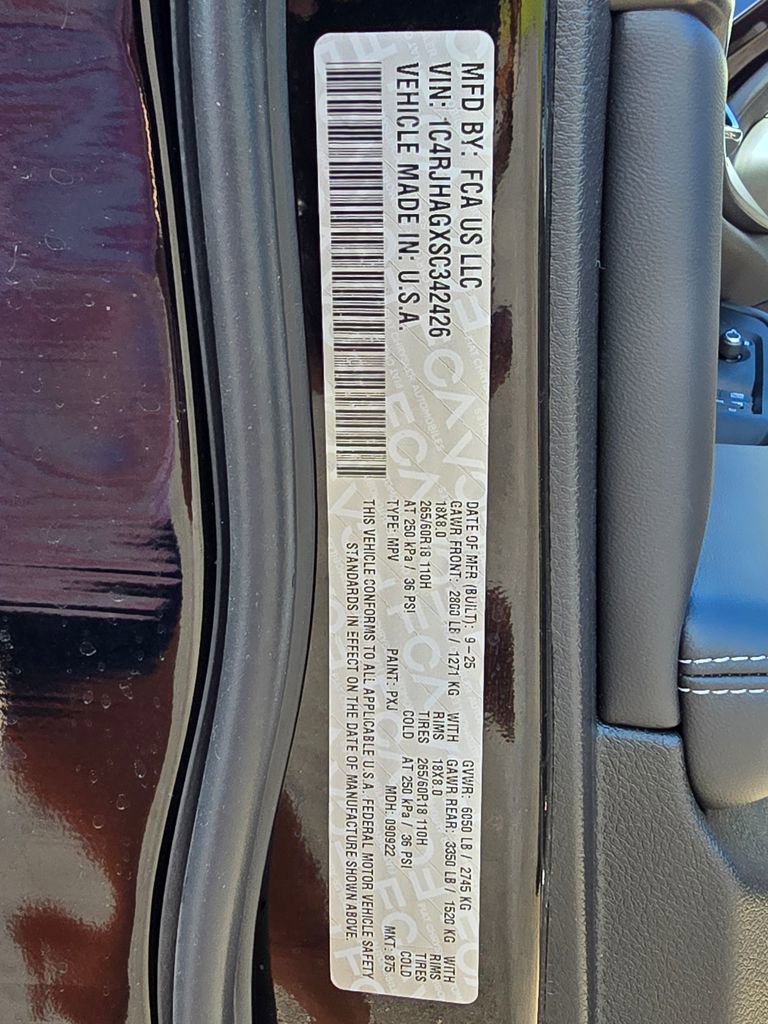 MFD BY: FCA US LLC
VIN: 1C4RJHAGXSC342426
VEHICLE MADE IN: U.S.A.
DATE OF MFR (BUILT): 9-25 GVWR: 6050 LB / 2745 KG
GAWR FRONT: 2800 LB / 1271 KG WITH GAWR REAR: 3350 LB / 1520 KG WITH
18X8.0 RIMS 18X8.0 RIMS
265/60R18 110H TIRES 265/60R18 110H TIRES
AT 250 kPa / 36 PSI COLD AT 250 kPa / 36 PSI COLD
TYPE: MPV PAINT: PXJ MDH: 090922 MKT: 875
THIS VEHICLE CONFORMS TO ALL APPLICABLE U.S.A. FEDERAL MOTOR VEHICLE SAFETY
STANDARDS IN EFFECT ON THE DATE OF MANUFACTURE SHOWN ABOVE.